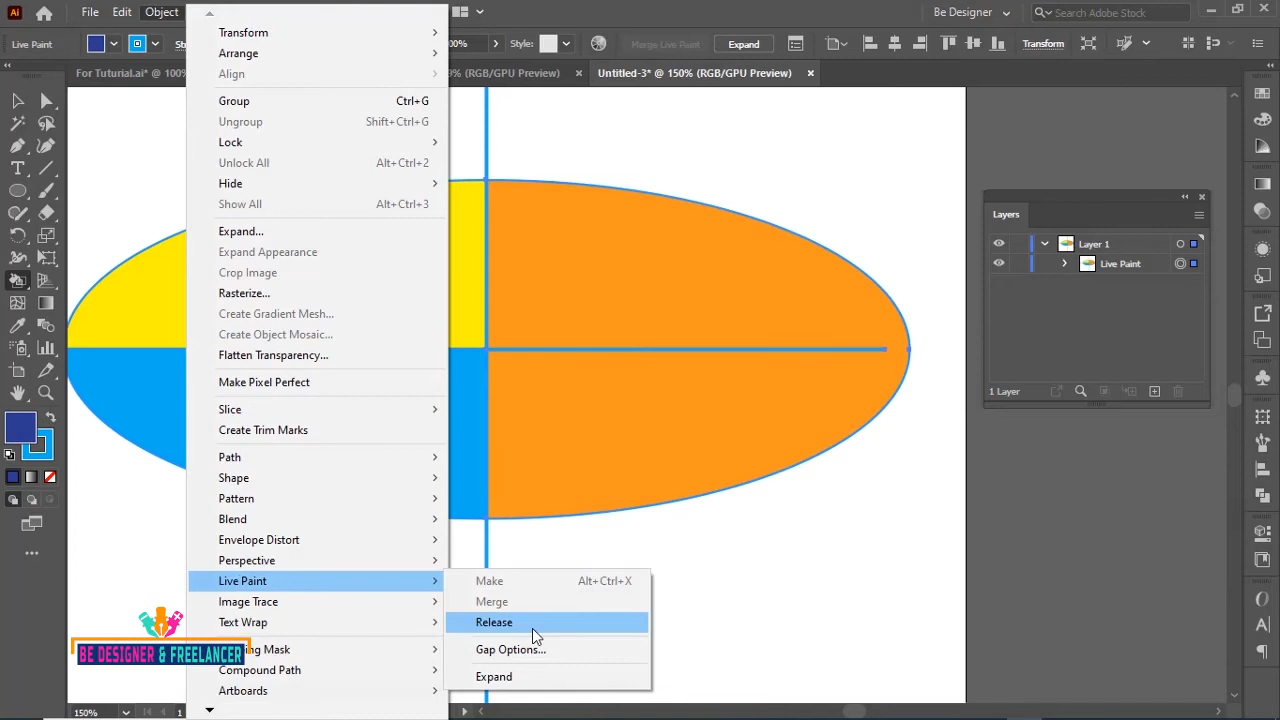 Ai
File
Edit
Object
Be Designer
Search Adobe Stock
Live Paint
Transform
Arrange
Align
Group Ctrl+G
Ungroup Shift+Ctrl+G
Lock
Unlock All Alt+Ctrl+2
Hide
Show All Alt+Ctrl+3
Expand...
Expand Appearance
Crop Image
Rasterize...
Create Gradient Mesh...
Create Object Mosaic...
Flatten Transparency...
Make Pixel Perfect
Slice
Create Trim Marks
Path
Shape
Pattern
Blend
Envelope Distort
Perspective
Live Paint
Image Trace
Text Wrap
Mask
Compound Path
Artboards
Make Alt+Ctrl+X
Merge
Release
Gap Options...
Expand
Style:
Merge Live Paint
Expand
Transform
For Tuturial.ai* @ 100%
(RGB/GPU Preview)
Untitled-3* @ 150% (RGB/GPU Preview)
Layers
Layer 1
Live Paint
1 Layer
BE DESIGNER & FREELANCER
150%
1